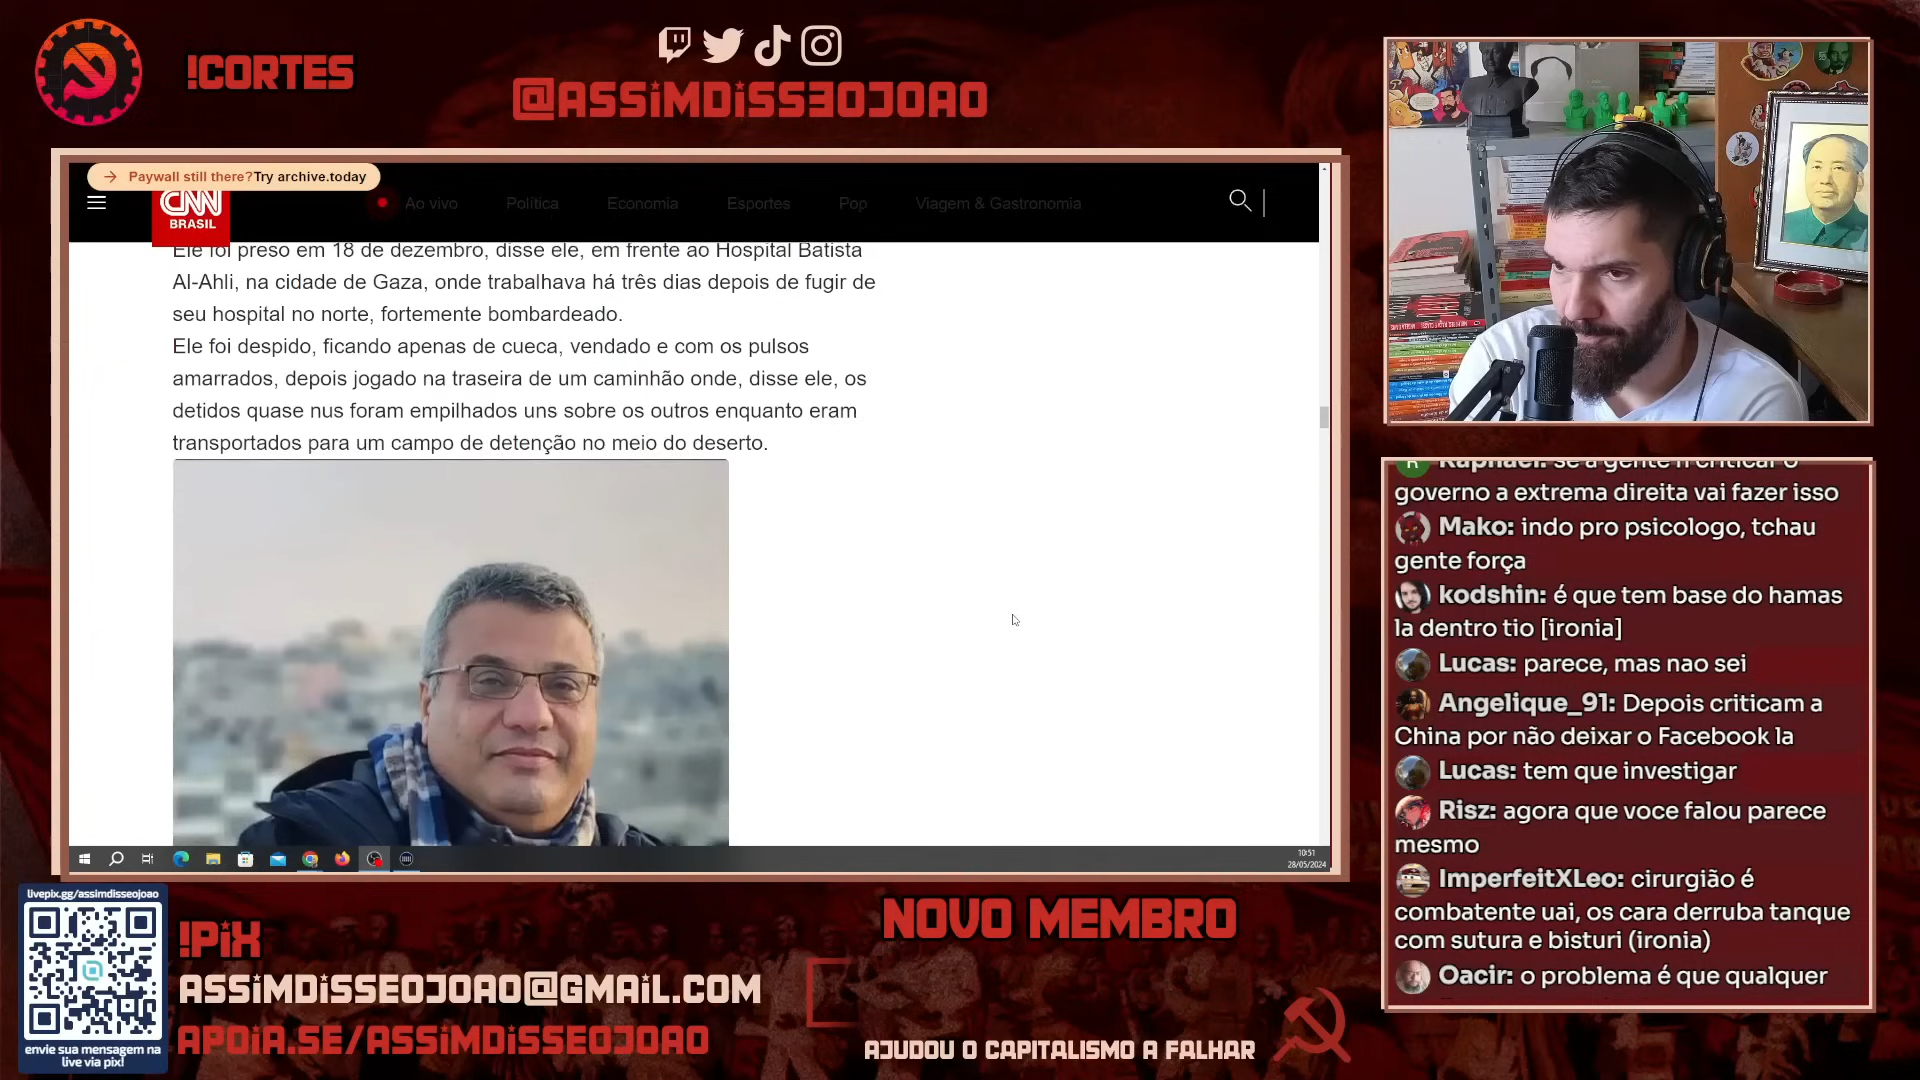 !CORTES
@ASSIMDISSEOJOAO
Paywall still there? Try archive.today
CNN
BRASIL
Ao vivo
Política
Economia
Esportes
Pop
Viagem & Gastronomia
Ele foi preso em 18 de dezembro, disse ele, em frente ao Hospital Batista
Al-Ahli, na cidade de Gaza, onde trabalhava há três dias depois de fugir de
seu hospital no norte, fortemente bombardeado.
Ele foi despido, ficando apenas de cueca, vendado e com os pulsos
amarrados, depois jogado na traseira de um caminhão onde, disse ele, os
detidos quase nus foram empilhados uns sobre os outros enquanto eram
transportados para um campo de detenção no meio do deserto.
10:51
28/05/2024
R Raphael: se a gente n criticar o
governo a extrema direita vai fazer isso
Mako: indo pro psicologo, tchau
gente força
kodshin: é que tem base do hamas
la dentro tio [ironia]
Lucas: parece, mas nao sei
Angelique_91: Depois criticam a
China por não deixar o Facebook la
Lucas: tem que investigar
Risz: agora que voce falou parece
mesmo
ImperfeitXLeo: cirurgião é
combatente uai, os cara derruba tanque
com sutura e bisturi (ironia)
Oacir: o problema é que qualquer
livepix.gg/assimdisseojoao
envie sua mensagem na
live via pix!
!PIX
ASSIMDISSEOJOAO@GMAIL.COM
APOIA.SE/ASSIMDISSEOJOAO
NOVO MEMBRO
AJUDOU O CAPITALISMO A FALHAR